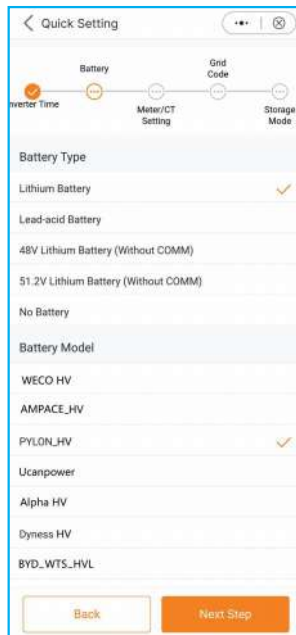 Quick Setting
Battery
Grid
Code
nverter Time
Meter/CT
Setting
Storage
Mode
Battery Type
Lithium Battery
Lead-acid Battery
48V Lithium Battery (Without COMM)
51.2V Lithium Battery (Without COMM)
No Battery
Battery Model
WECO HV
AMPACE_HV
PYLON_HV
Ucanpower
Alpha HV
Dyness HV
BYD_WTS_HVL
Back
Next Step